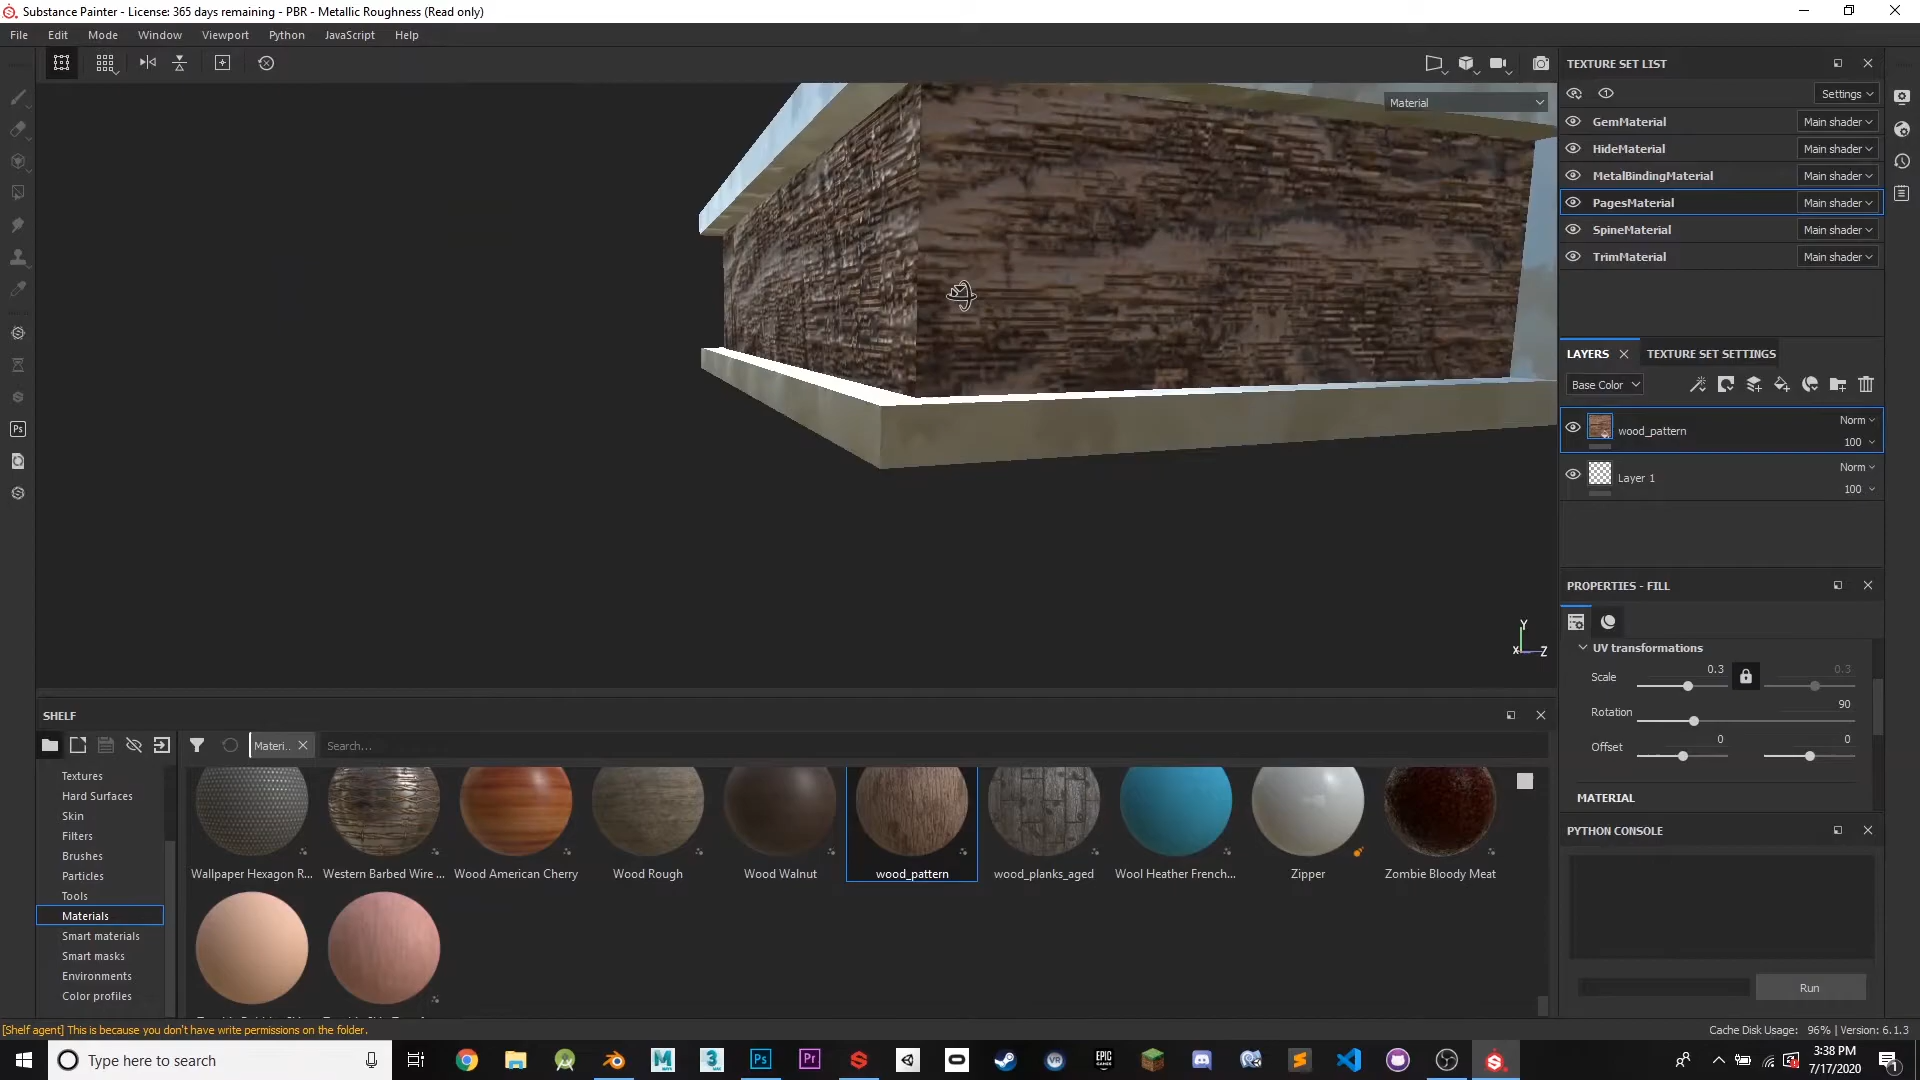 Substance Painter - License: 365 days remaining - PBR - Metallic Roughness (Read only)
File Edit Mode Window Viewport Python JavaScript Help
Material
TEXTURE SET LIST
Settings
GemMaterial Main shader
HideMaterial Main shader
MetalBindingMaterial Main shader
PagesMaterial Main shader
SpineMaterial Main shader
TrimMaterial Main shader
LAYERS TEXTURE SET SETTINGS
Base Color
wood_pattern Norm
100
Layer 1 Norm
100
PROPERTIES - FILL
UV transformations
Scale 0.3 0.3
Rotation 90
Offset 0 0
MATERIAL
PYTHON CONSOLE
Run
Y
X Z
SHELF
Materi.. Search...
Textures
Hard Surfaces
Skin
Filters
Brushes
Particles
Tools
Materials
Smart materials
Smart masks
Environments
Color profiles
Wallpaper Hexagon R... Western Barbed Wire ... Wood American Cherry Wood Rough Wood Walnut wood_pattern wood_planks_aged Wool Heather French... Zipper Zombie Bloody Meat
[Shelf agent] This is because you don't have write permissions on the folder.
Cache Disk Usage: 96% | Version: 6.1.3
Type here to search
Ps Pr
EPIC GAMES
3:38 PM
7/17/2020
1